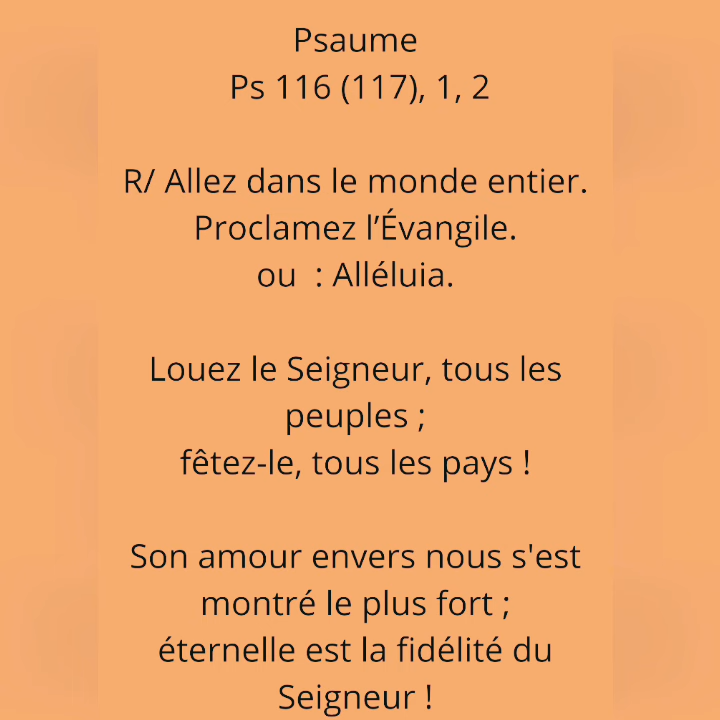 Psaume
Ps 116 (117), 1, 2
R/ Allez dans le monde entier.
Proclamez l’Évangile.
ou  : Alléluia.
Louez le Seigneur, tous les
peuples ;
fêtez-le, tous les pays !
Son amour envers nous s'est
montré le plus fort ;
éternelle est la fidélité du
Seigneur !